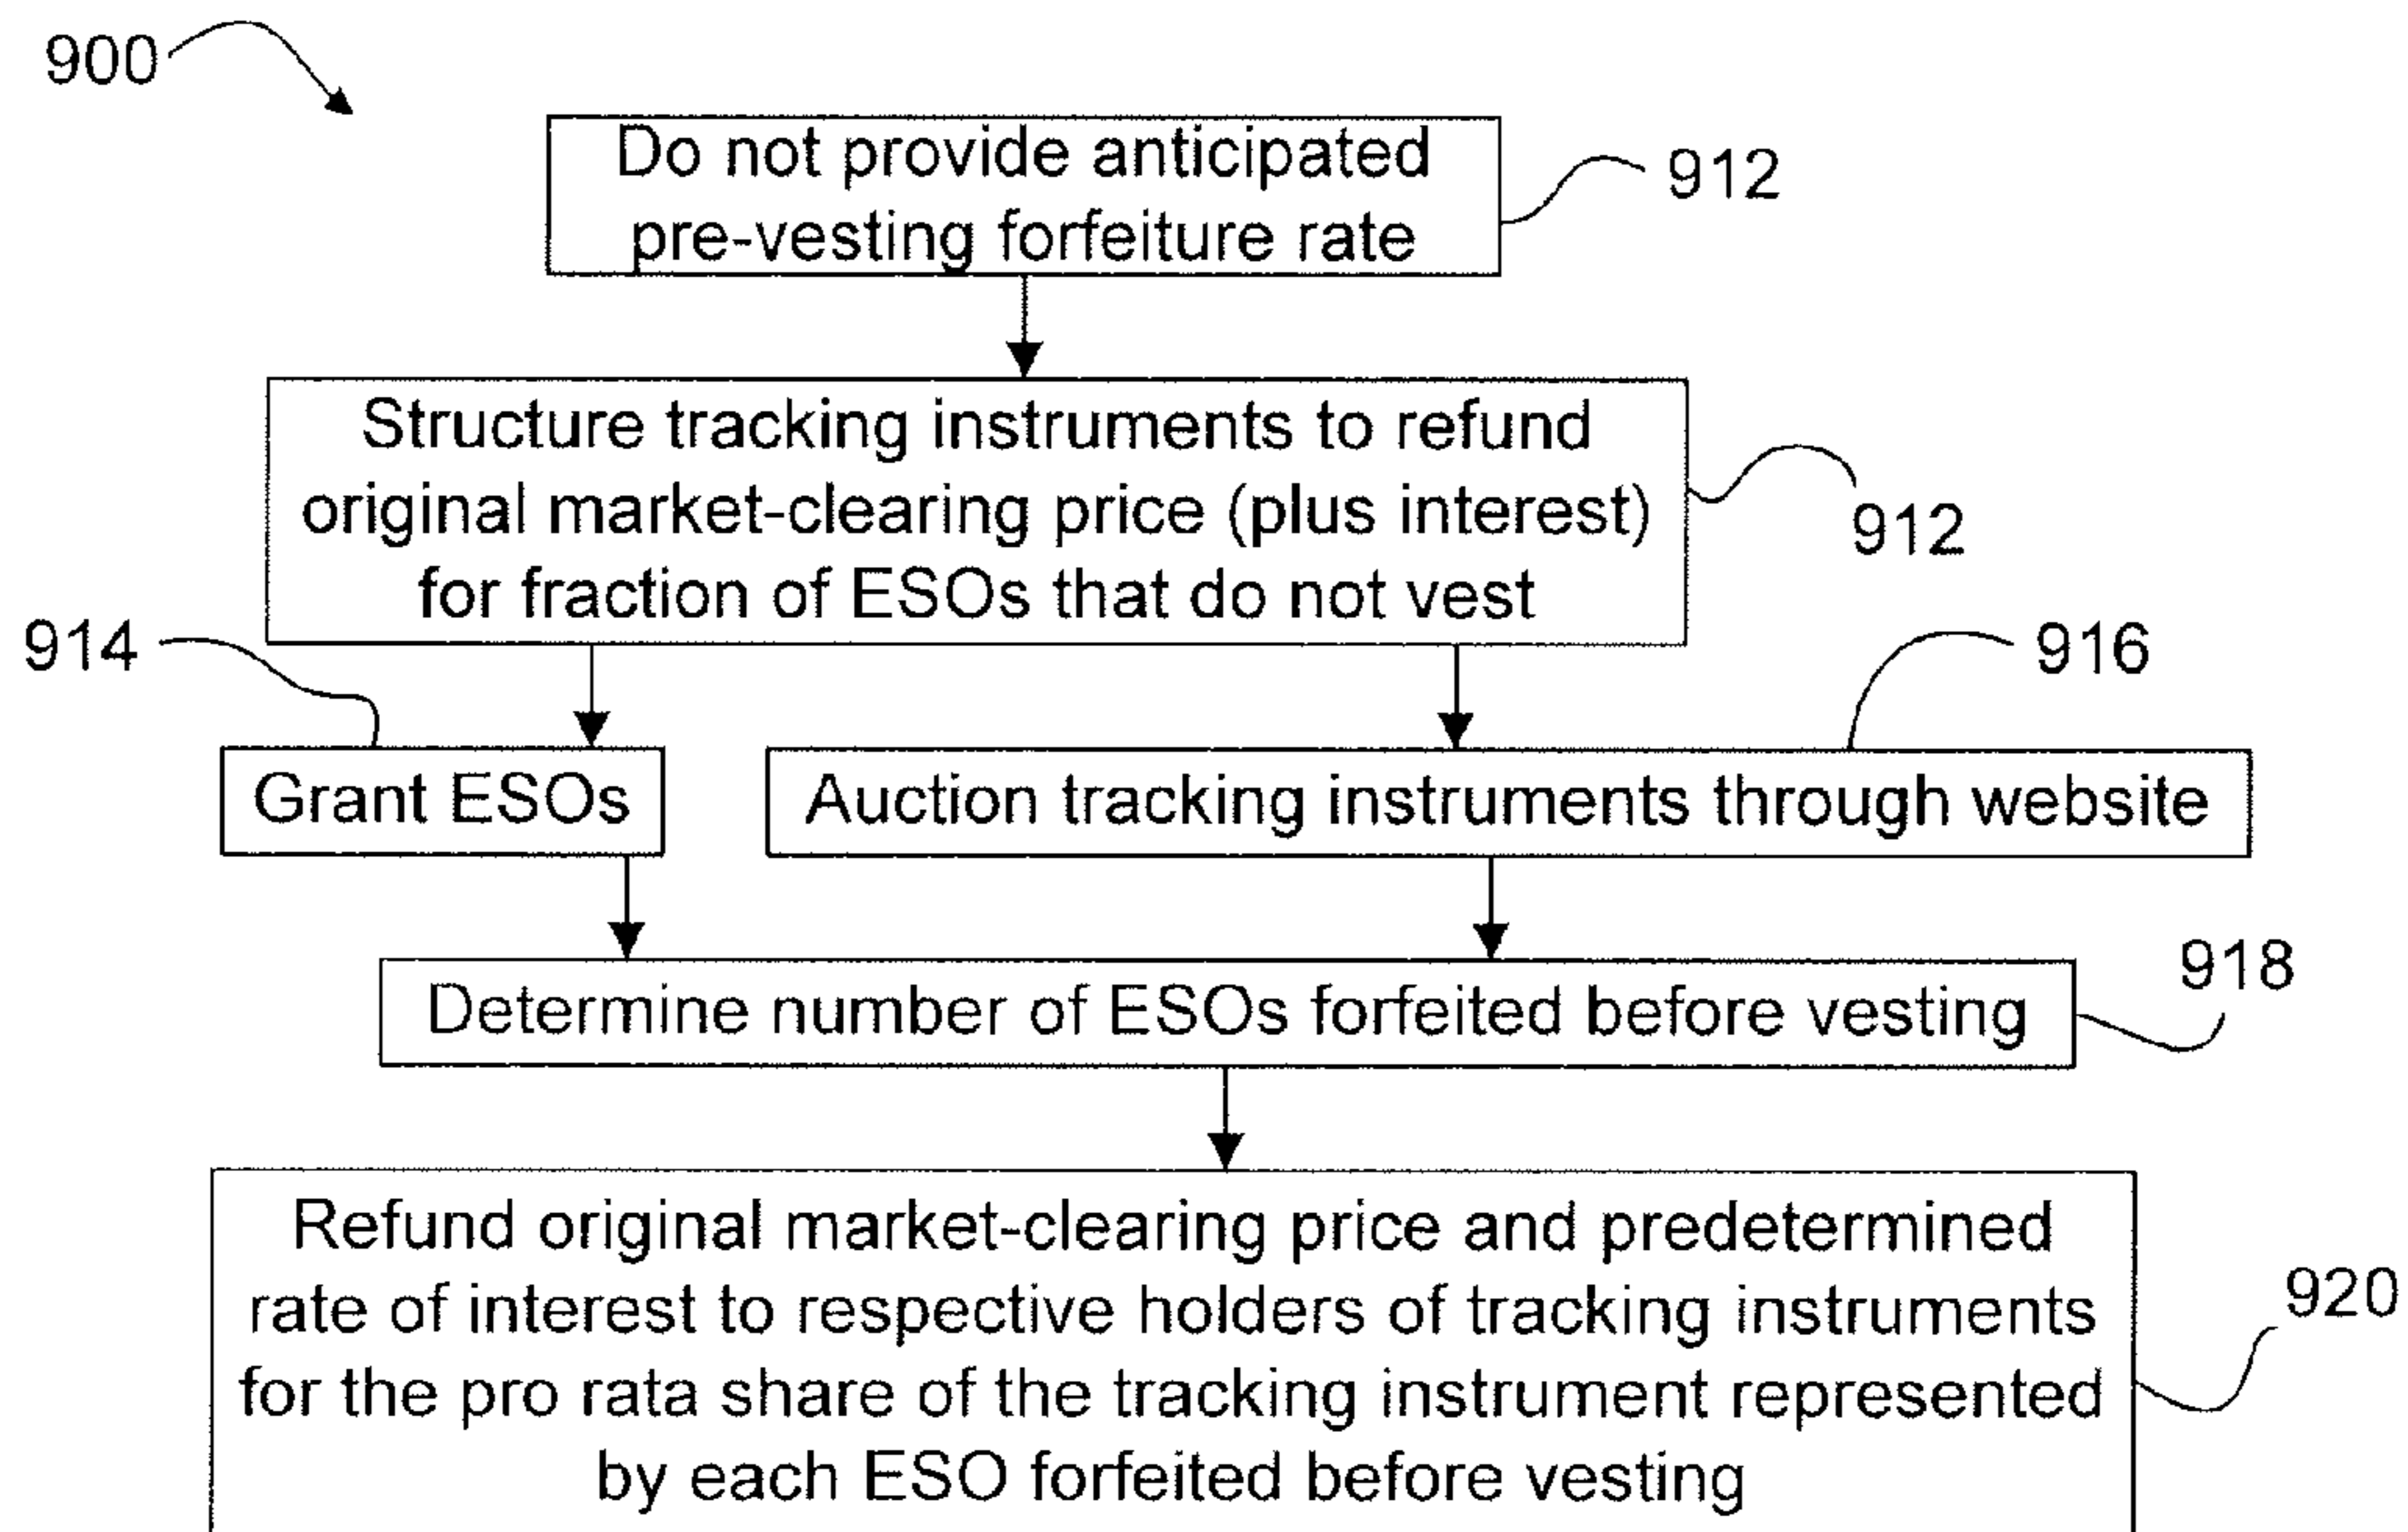 900
Do not provide anticipated
pre-vesting forfeiture rate
912
Structure tracking instruments to refund
original market-clearing price (plus interest)
for fraction of ESOs that do not vest
912
914
916
Grant ESOs
Auction tracking instruments through website
918
Determine number of ESOs forfeited before vesting
Refund original market-clearing price and predetermined
rate of interest to respective holders of tracking instruments
for the pro rata share of the tracking instrument represented
by each ESO forfeited before vesting
920